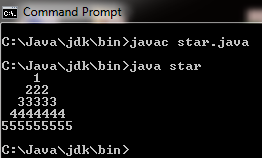 Command Prompt
C:\Java\jdk\bin>javac star.java
C:\Java\jdk\bin>java star
1
222
33333
4444444
555555555
C:\Java\jdk\bin>